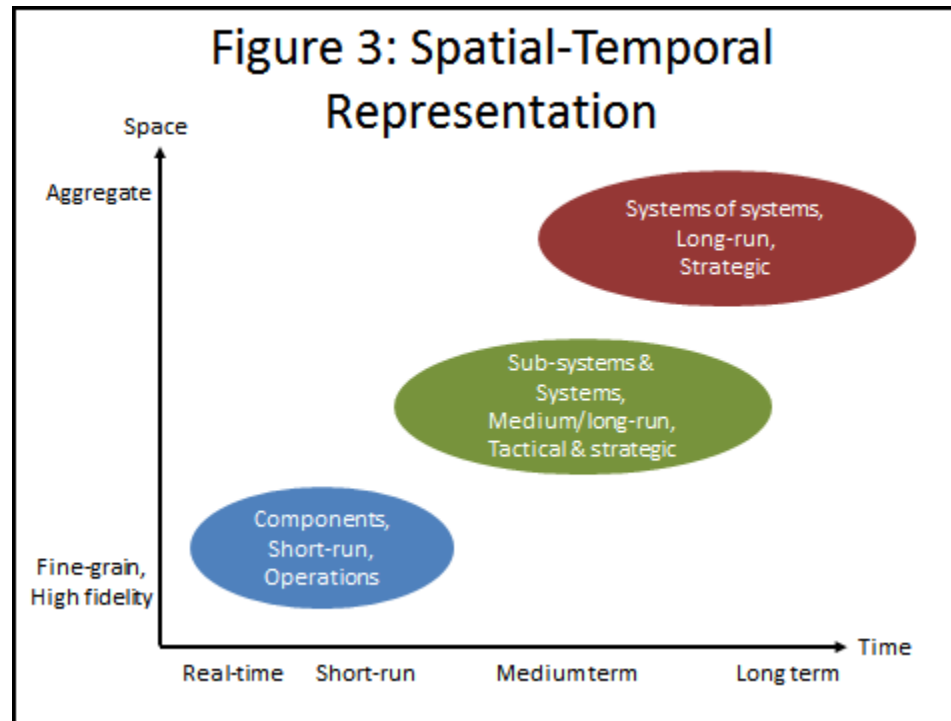 Figure 3: Spatial-Temporal
Representation
Space
Aggregate
Systems of systems,
Long-run,
Strategic
Sub-systems &
Systems,
Medium/long-run,
Tactical & strategic
Components,
Short-run,
Operations
Fine-grain,
High fidelity
Time
Real-time
Short-run
Medium term
Long term